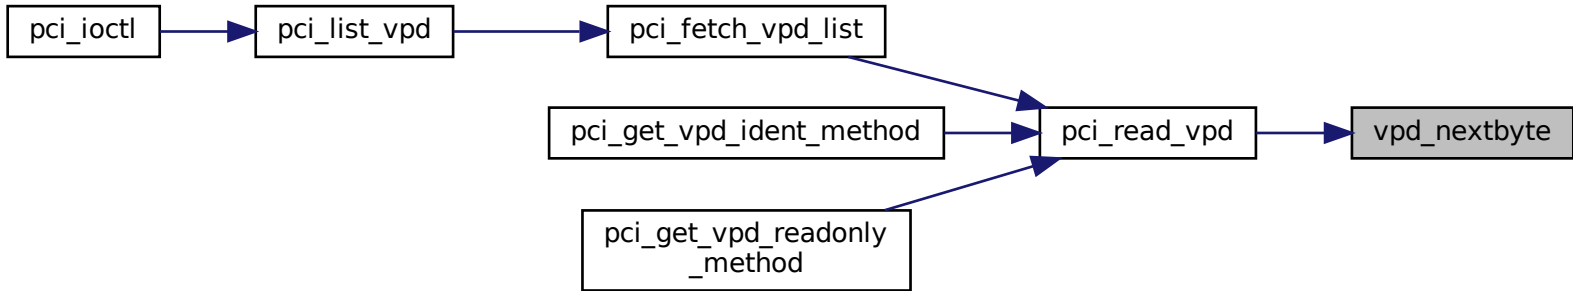 pci_ioctl
pci_list_vpd
pci_fetch_vpd_list
pci_get_vpd_ident_method
pci_read_vpd
vpd_nextbyte
pci_get_vpd_readonly
_method